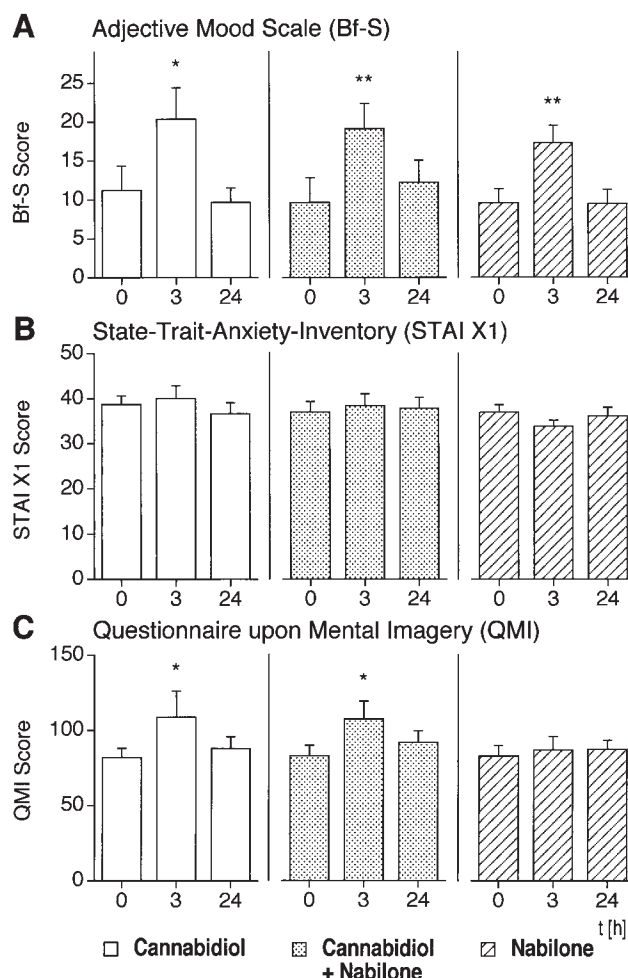 A Adjective Mood Scale (Bf-S)
Bf-S Score
25
20
15
10
5
0
* ** **
0 3 24 0 3 24 0 3 24
B State-Trait-Anxiety-Inventory (STAI X1)
STAI X1 Score
50
40
30
20
10
0
0 3 24 0 3 24 0 3 24
C Questionnaire upon Mental Imagery (QMI)
QMI Score
150
100
50
0
* *
0 3 24 0 3 24 0 3 24
t [h]
Cannabidiol Cannabidiol Nabilone
+ Nabilone